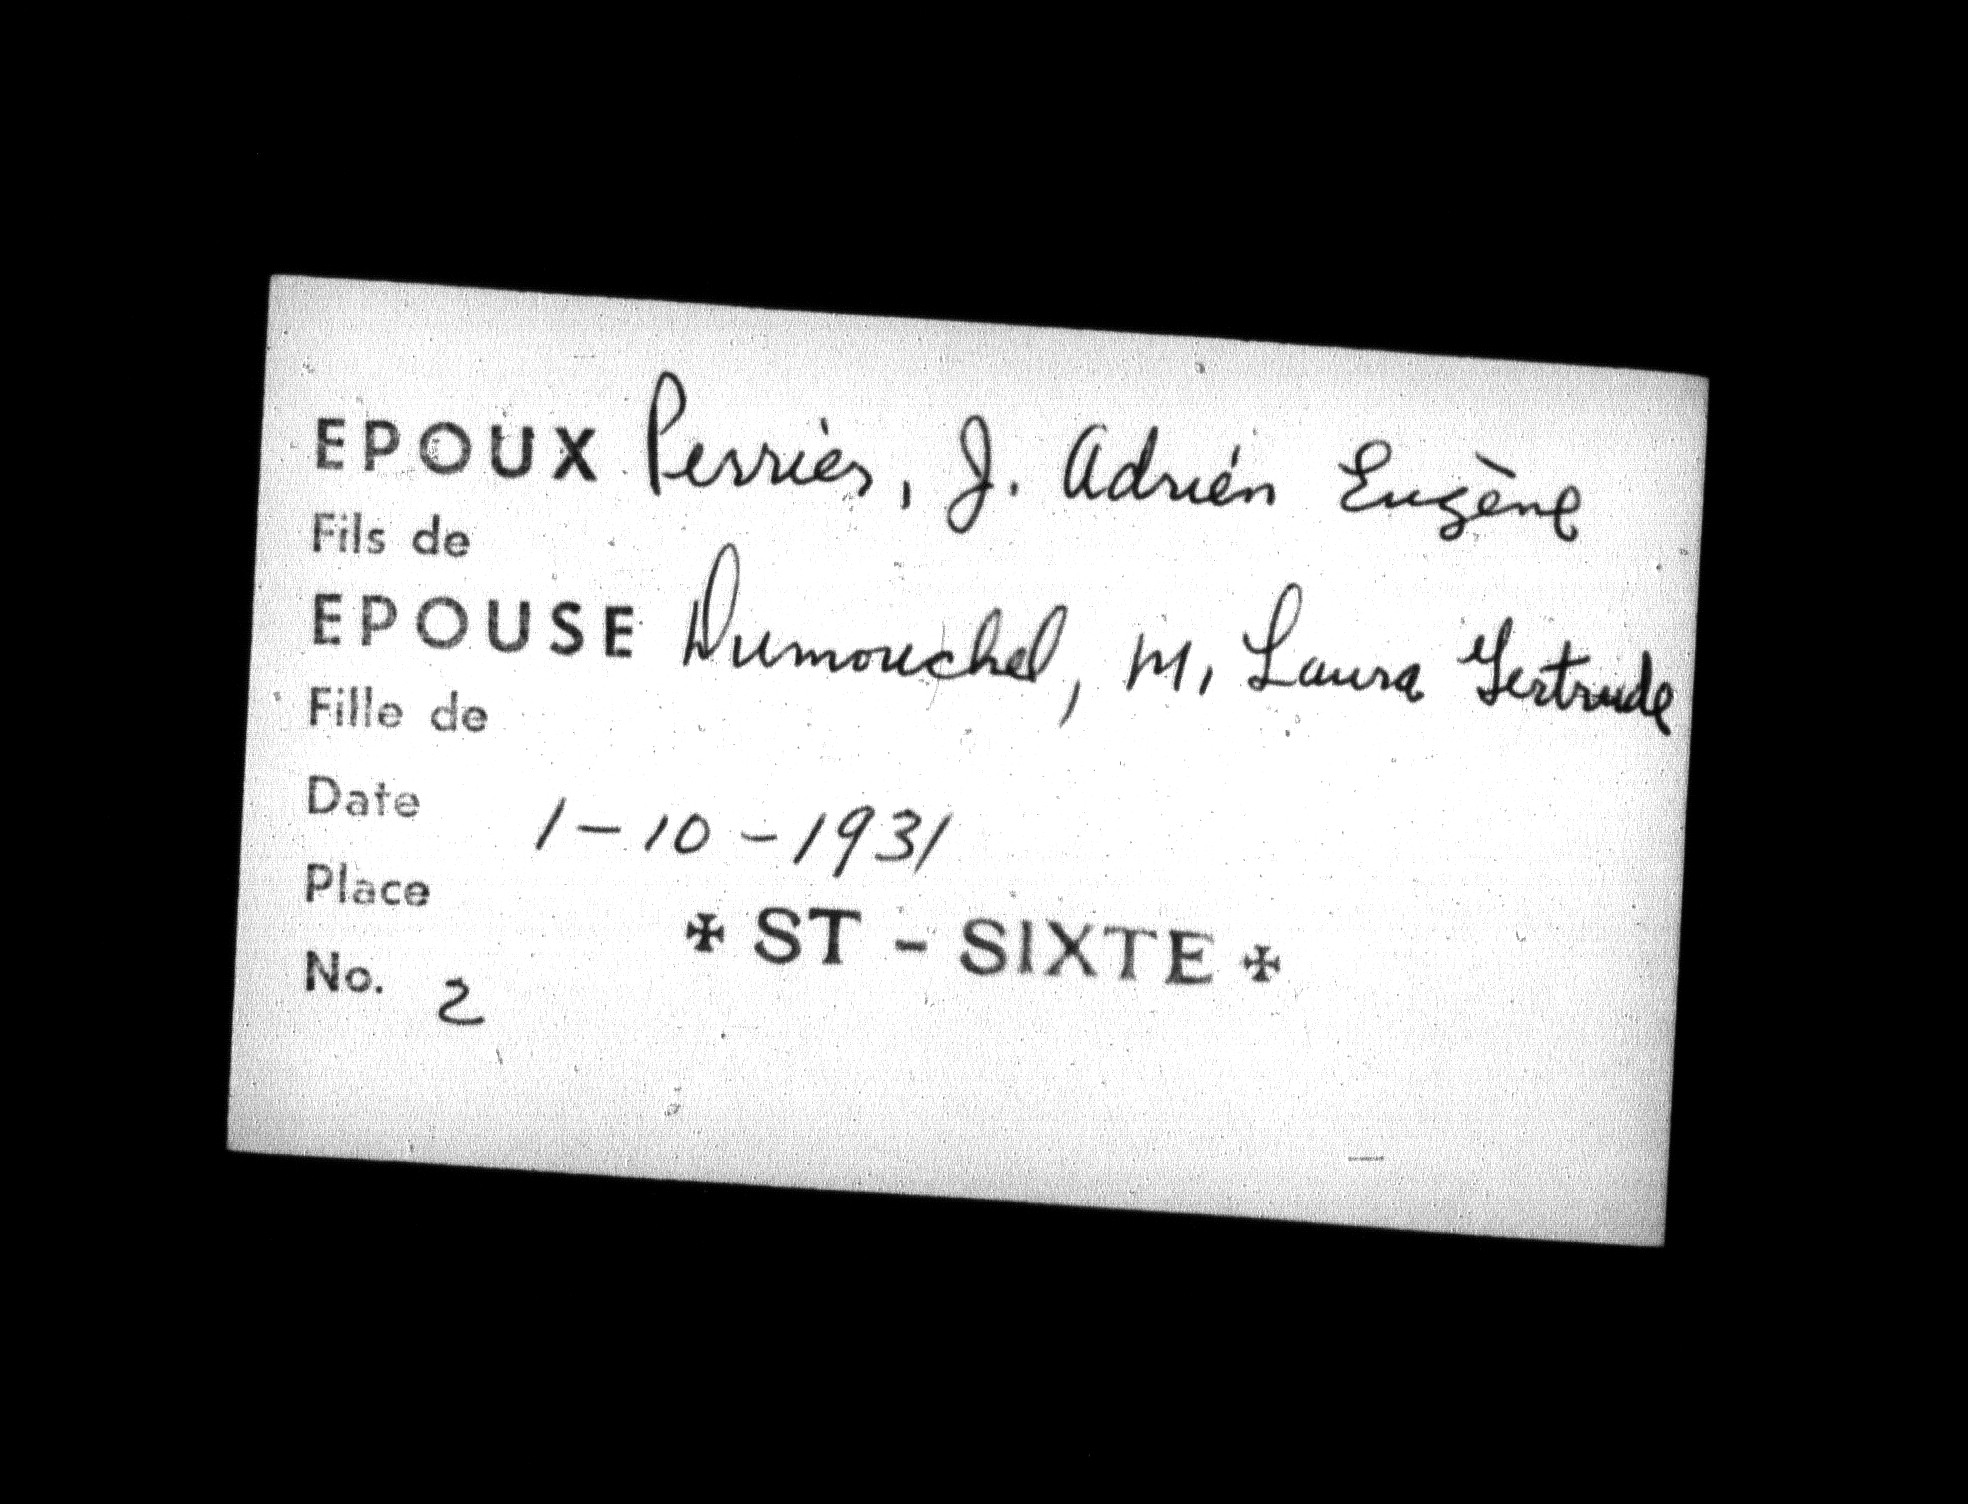 EPOUX Perrier, J. Adrien Eugène
Fils de
EPOUSE Dumouchel, M. Laura Gertrude
Fille de
Date 1-10-1931
Place ✠ ST-SIXTE ✠
No. 2